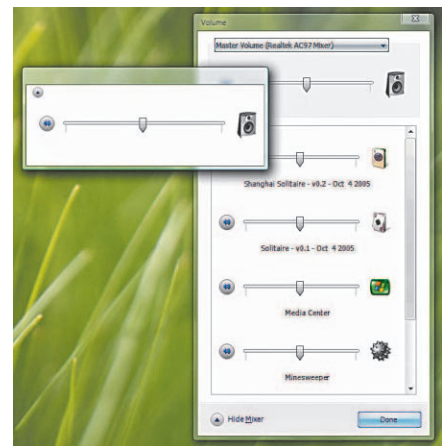 Volume
Master Volume (Realtek AC97 Mixer)
Shanghai Solitaire - v0.2 - Oct 4 2005
Solitaire - v0.1 - Oct 4 2005
Media Center
Minesweeper
Hide Mixer
Done